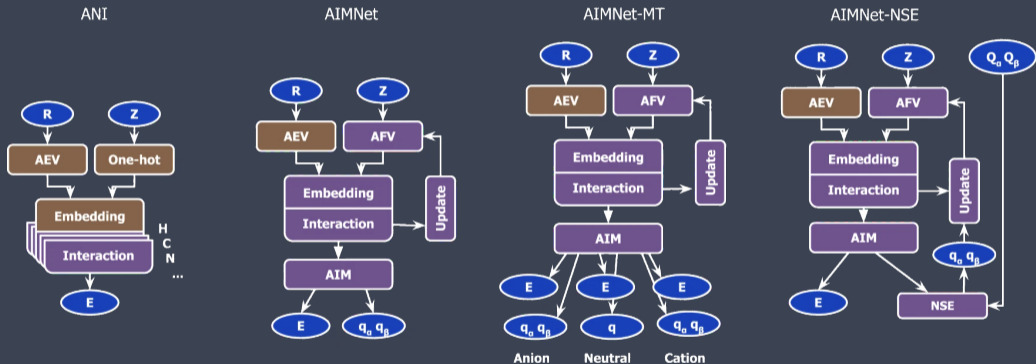 ANI
R Z
AEV One-hot
Embedding
Interaction
H
C
N
...
E
AIMNet
R Z
AEV AFV
Embedding
Interaction
Update
AIM
E qα qβ
AIMNet-MT
R Z
AEV AFV
Embedding
Interaction
Update
AIM
E E E
qα qβ q qα qβ
Anion Neutral Cation
AIMNet-NSE
R Z Qα Qβ
AEV AFV
Embedding
Interaction
Update
AIM
qα qβ
E NSE